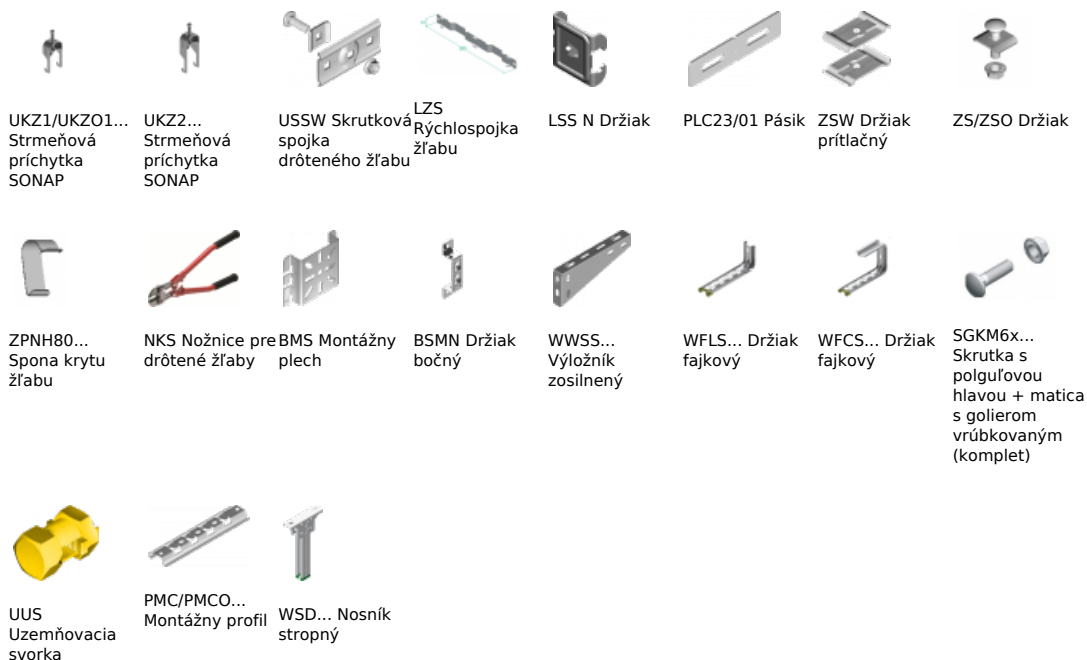 UKZ1/UKZO1...
Strmeňová
príchytka
SONAP
UKZ2...
Strmeňová
príchytka
SONAP
USSW Skrutková
spojka
drôteného žľabu
LZS
Rýchlospojka
žľabu
LSS N Držiak
PLC23/01 Pásik
ZSW Držiak
prítlačný
ZS/ZSO Držiak
ZPNH80...
Spona krytu
žľabu
NKS Nožnice pre
drôtené žľaby
BMS Montážny
plech
BSMN Držiak
bočný
WWSS...
Výložník
zosilnený
WFLS... Držiak
fajkový
WFCS... Držiak
fajkový
SGKM6x...
Skrutka s
polguľovou
hlavou + matica
s golierom
vrúbkovaným
(komplet)
UUS
Uzemňovacia
svorka
PMC/PMCO...
Montážny profil
WSD... Nosník
stropný